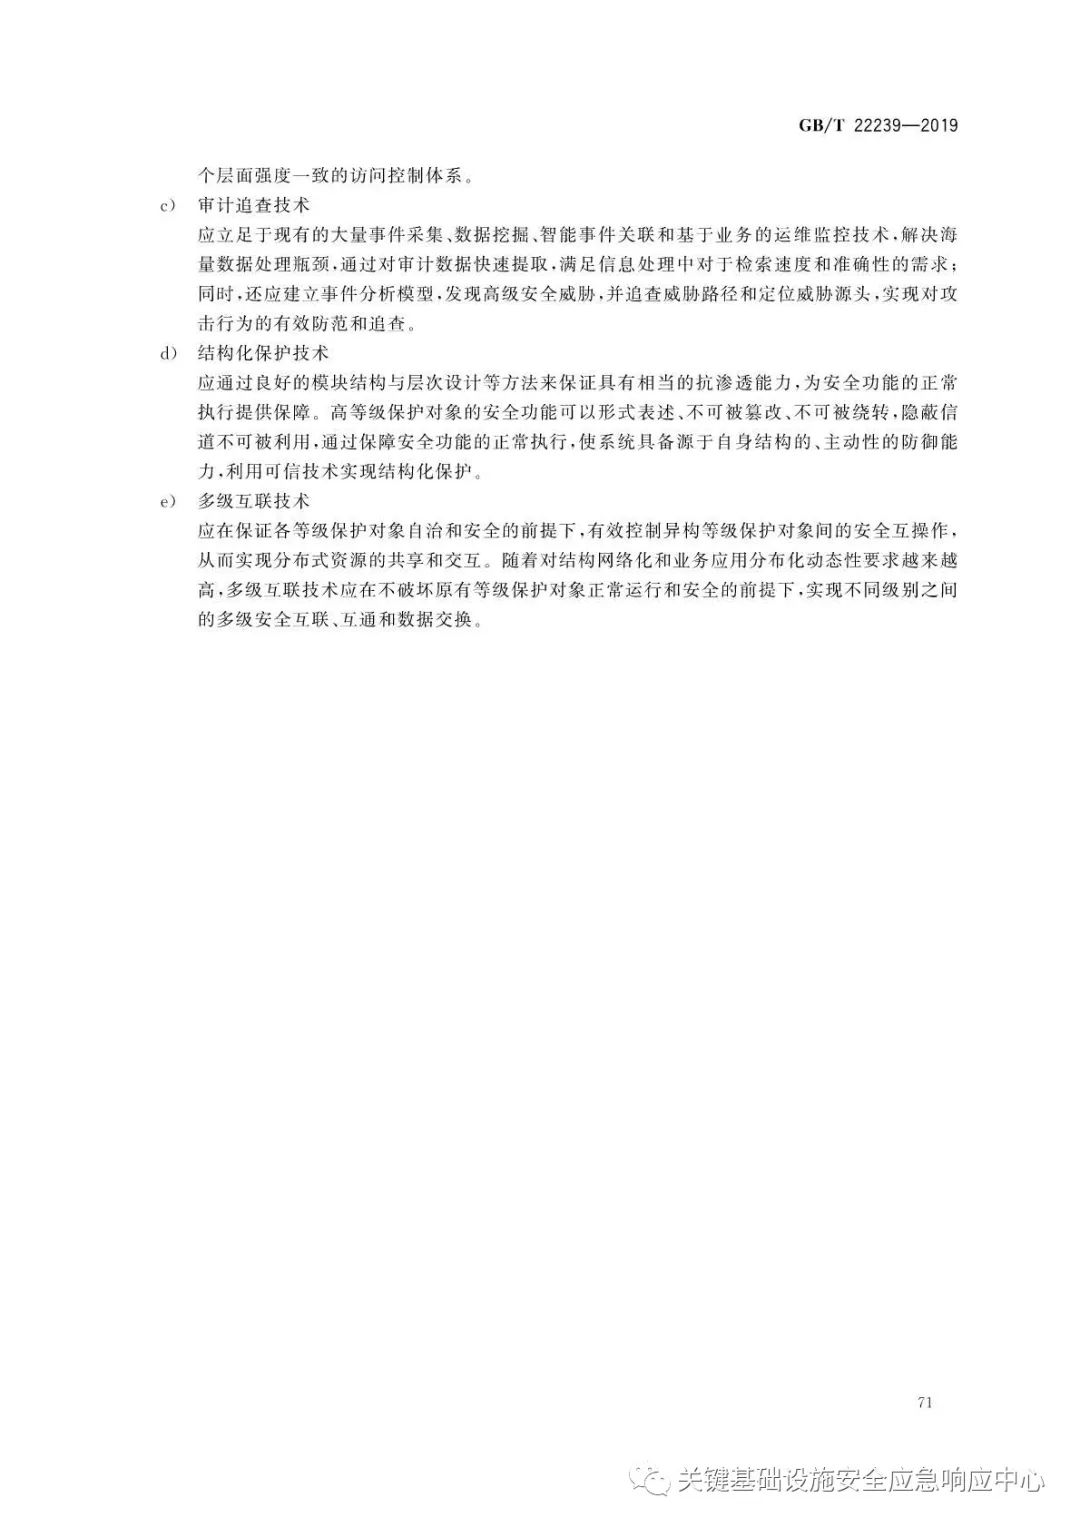 GB/T 22239—2019
个层面强度一致的访问控制体系。
c) 审计追查技术
应立足于现有的大量事件采集、数据挖掘、智能事件关联和基于业务的运维监控技术,解决海
量数据处理瓶颈,通过对审计数据快速提取,满足信息处理中对于检索速度和准确性的需求;
同时,还应建立事件分析模型,发现高级安全威胁,并追查威胁路径和定位威胁源头,实现对攻
击行为的有效防范和追查。
d) 结构化保护技术
应通过良好的模块结构与层次设计等方法来保证具有相当的抗渗透能力,为安全功能的正常
执行提供保障。高等级保护对象的安全功能可以形式表述、不可被篡改、不可被绕转,隐蔽信
道不可被利用,通过保障安全功能的正常执行,使系统具备源于自身结构的、主动性的防御能
力,利用可信技术实现结构化保护。
e) 多级互联技术
应在保证各等级保护对象自治和安全的前提下,有效控制异构等级保护对象间的安全互操作,
从而实现分布式资源的共享和交互。随着对结构网络化和业务应用分布化动态性要求越来越
高,多级互联技术应在不破坏原有等级保护对象正常运行和安全的前提下,实现不同级别之间
的多级安全互联、互通和数据交换。
71
关键基础设施安全应急响应中心